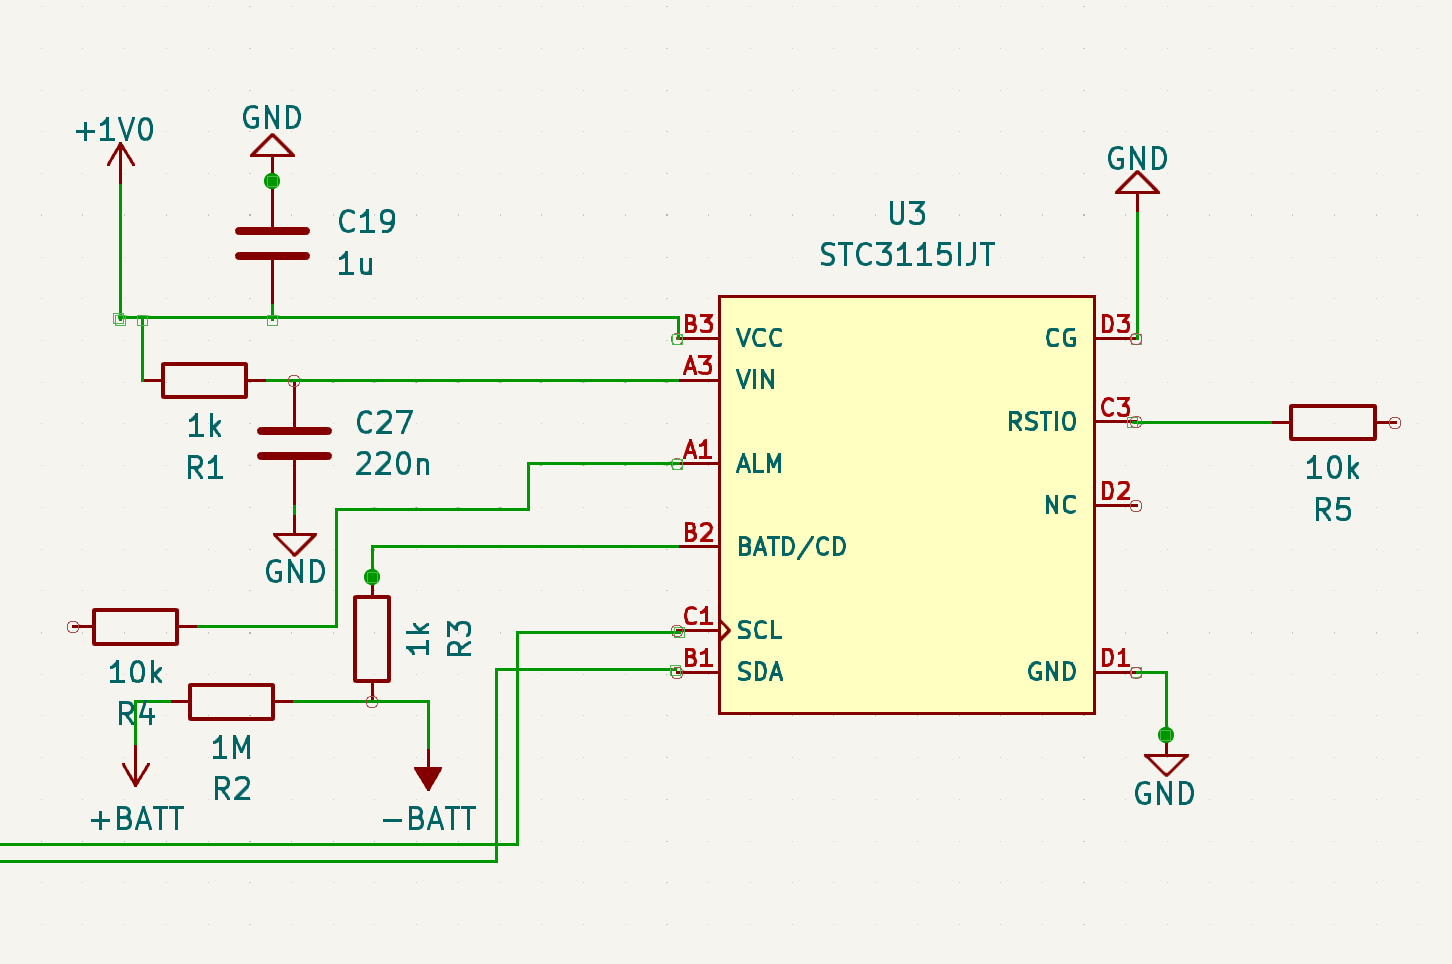 GND
+1V0
GND
C19
1u
U3
STC3115IJT
B3
VCC
CG
D3
A3
VIN
1k
R1
C27
220n
A1
ALM
RSTIO
C3
10k
R5
NC
D2
B2
BATD/CD
GND
C1
SCL
1k
R3
B1
SDA
GND
D1
10k
R4
1M
R2
+BATT
-BATT
GND